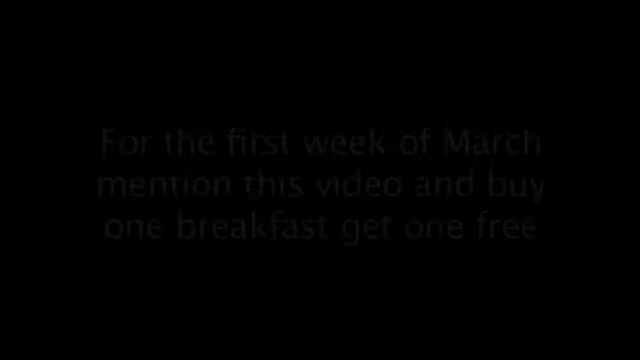 For the first week of March
mention this video and buy
one breakfast get one free